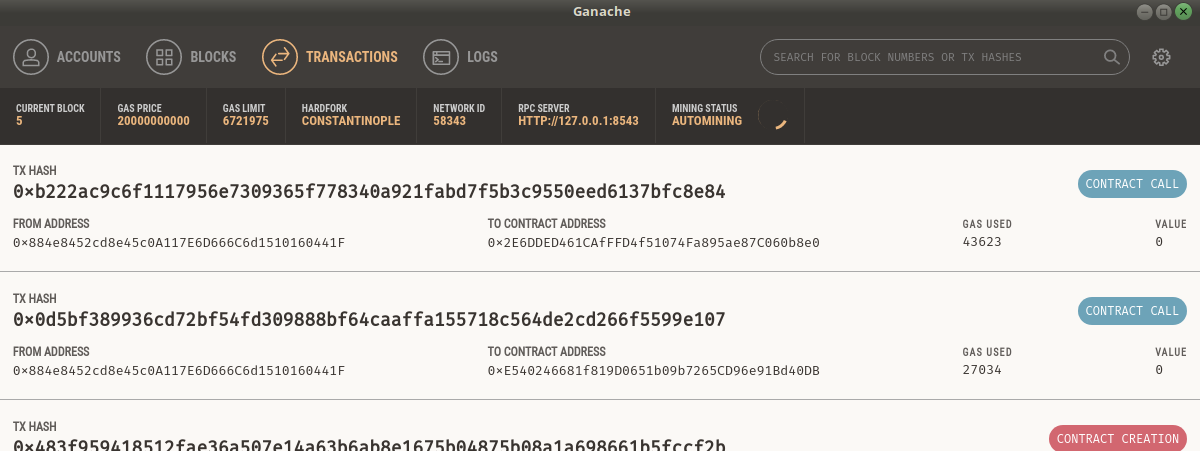 Ganache
ACCOUNTS BLOCKS TRANSACTIONS LOGS SEARCH FOR BLOCK NUMBERS OR TX HASHES
CURRENT BLOCK GAS PRICE GAS LIMIT HARDFORK NETWORK ID RPC SERVER MINING STATUS
5 20000000000 6721975 CONSTANTINOPLE 58343 HTTP://127.0.0.1:8543 AUTOMINING
TX HASH
0×b222ac9c6f1117956e7309365f778340a921fabd7f5b3c9550eed6137bfc8e84 CONTRACT CALL
FROM ADDRESS TO CONTRACT ADDRESS GAS USED VALUE
0×884e8452cd8e45c0A117E6D666C6d1510160441F 0×2E6DDED461CAfFFD4f51074Fa895ae87C060b8e0 43623 0
TX HASH
0×0d5bf389936cd72bf54fd309888bf64caaffa155718c564de2cd266f5599e107 CONTRACT CALL
FROM ADDRESS TO CONTRACT ADDRESS GAS USED VALUE
0×884e8452cd8e45c0A117E6D666C6d1510160441F 0×E540246681f819D0651b09b7265CD96e91Bd40DB 27034 0
TX HASH
0×483f959418512fae36a507e14a63b6ab8e1675b04875b08a1a698661b5fccf2b CONTRACT CREATION